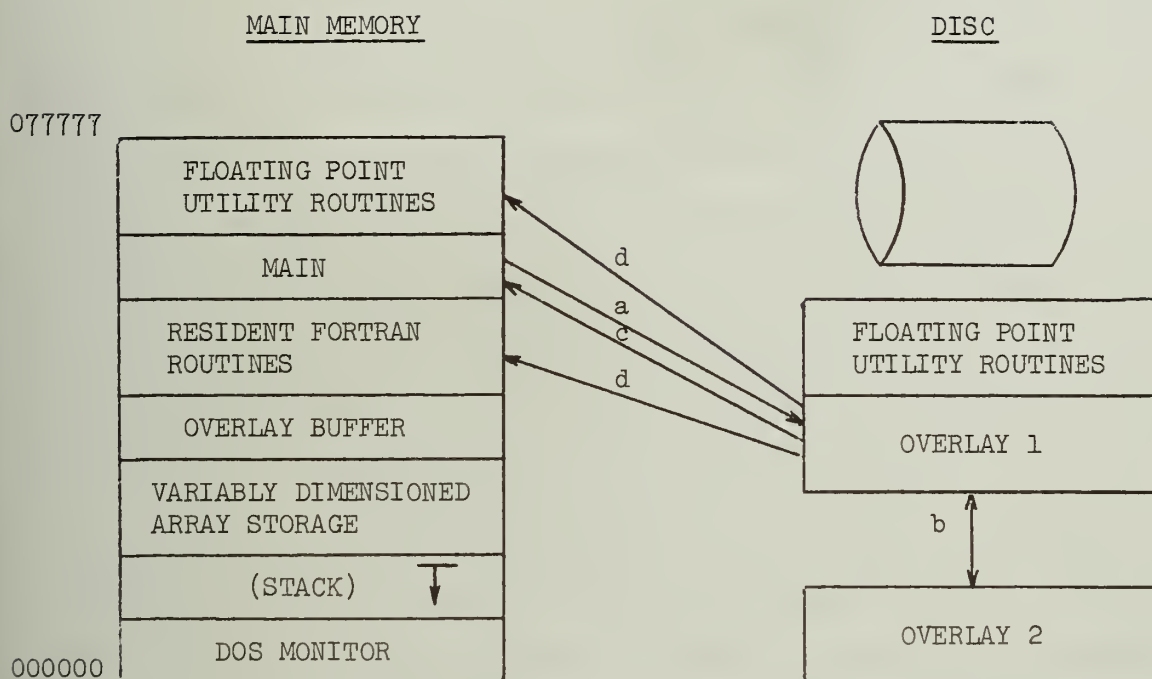 MAIN MEMORY
DISC
077777
FLOATING POINT
UTILITY ROUTINES
MAIN
RESIDENT FORTRAN
ROUTINES
OVERLAY BUFFER
VARIABLY DIMENSIONED
ARRAY STORAGE
(STACK)
DOS MONITOR
000000
d
a
c
d
FLOATING POINT
UTILITY ROUTINES
OVERLAY 1
b
OVERLAY 2